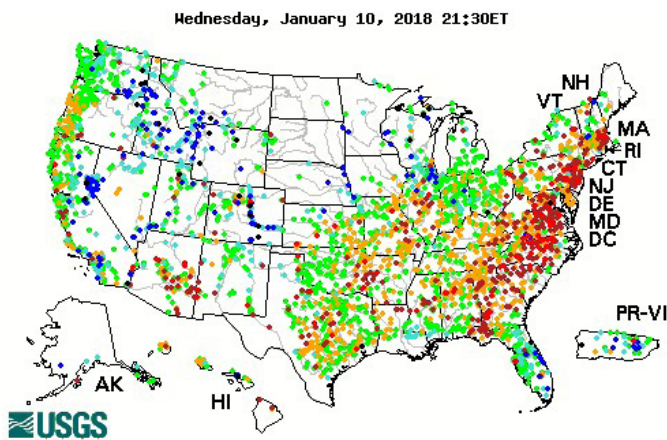 Wednesday, January 10, 2018 21:30ET
NH
VT
MA
RI
CT
NJ
DE
MD
DC
PR-VI
AK
HI
USGS